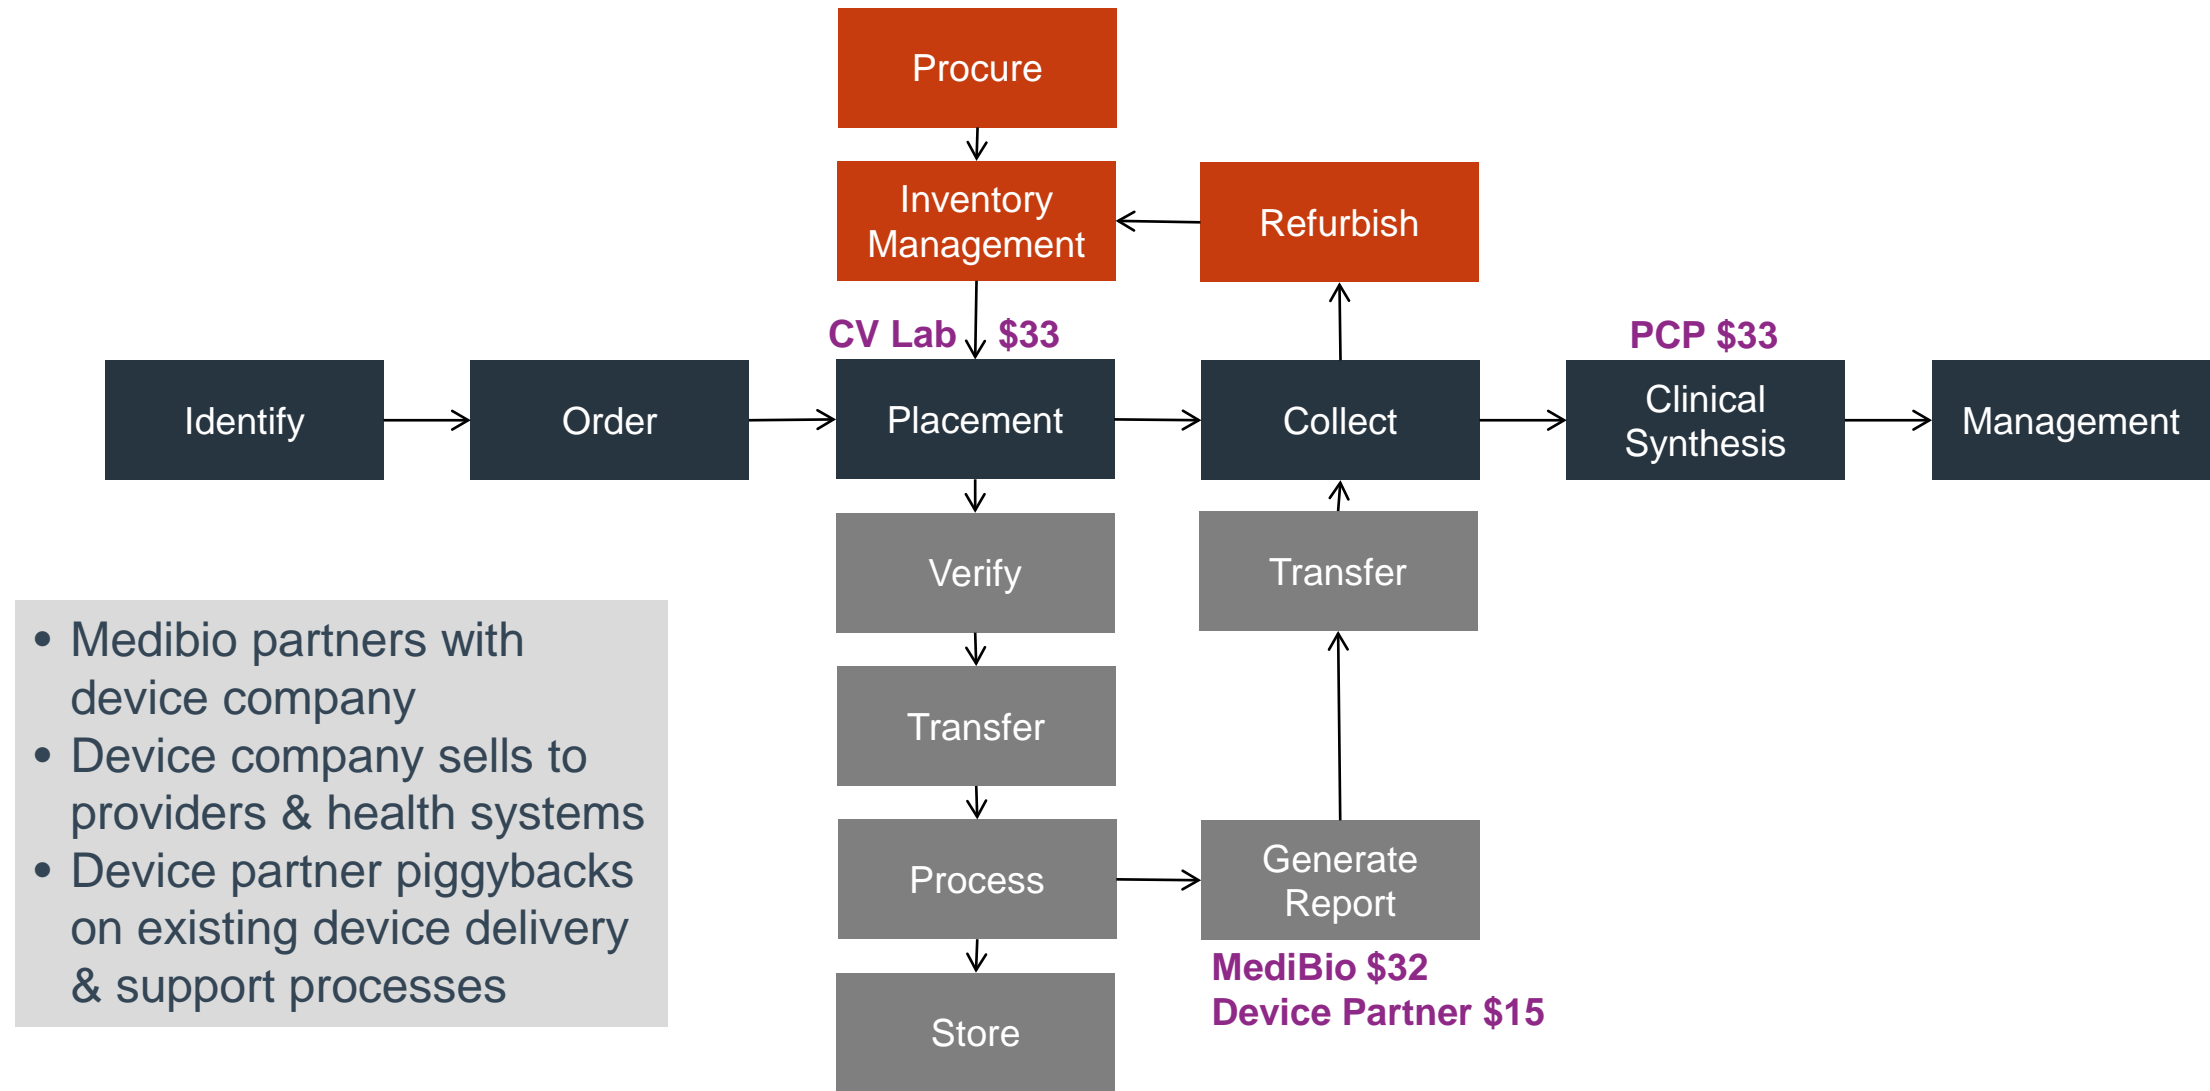 Procure
Inventory
Management
Refurbish
CV Lab $33
PCP $33
Identify
Order
Placement
Collect
Clinical
Synthesis
Management
Verify
Transfer
Transfer
Process
Generate
Report
Store
MediBio $32
Device Partner $15
• Medibio partners with
device company
• Device company sells to
providers & health systems
• Device partner piggybacks
on existing device delivery
& support processes